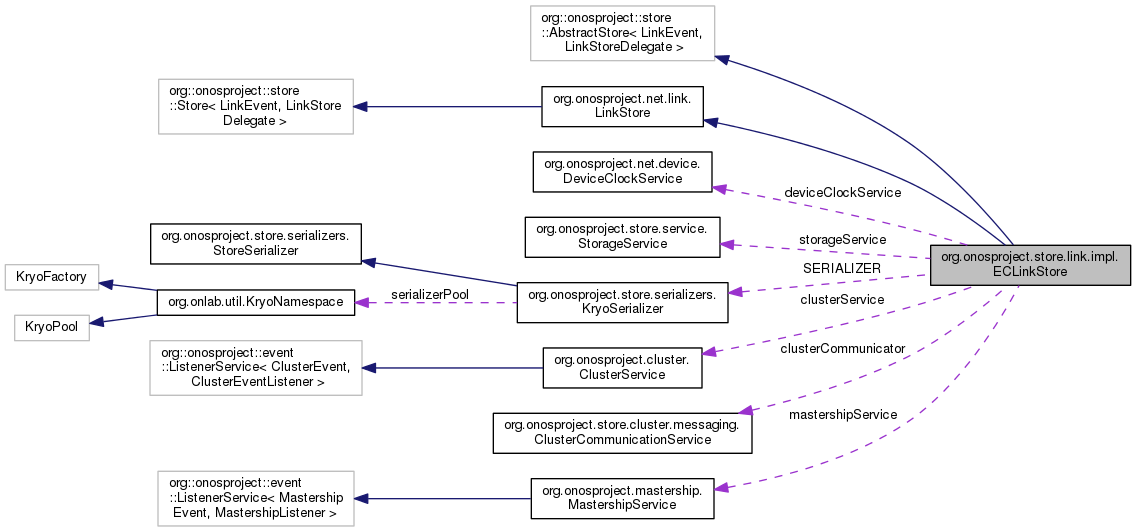 org::onosproject::store
::AbstractStore< LinkEvent,
LinkStoreDelegate >
org::onosproject::store
::Store< LinkEvent, LinkStore
Delegate >
org.onosproject.net.link.
LinkStore
org.onosproject.net.device.
DeviceClockService
deviceClockService
org.onosproject.store.serializers.
StoreSerializer
org.onosproject.store.service.
StorageService
storageService
org.onosproject.store.link.impl.
ECLinkStore
KryoFactory
KryoPool
org.onlab.util.KryoNamespace
serializerPool
org.onosproject.store.serializers.
KryoSerializer
SERIALIZER
clusterService
org::onosproject::event
::ListenerService< ClusterEvent,
ClusterEventListener >
org.onosproject.cluster.
ClusterService
clusterCommunicator
org.onosproject.store.cluster.messaging.
ClusterCommunicationService
mastershipService
org::onosproject::event
::ListenerService< Mastership
Event, MastershipListener >
org.onosproject.mastership.
MastershipService